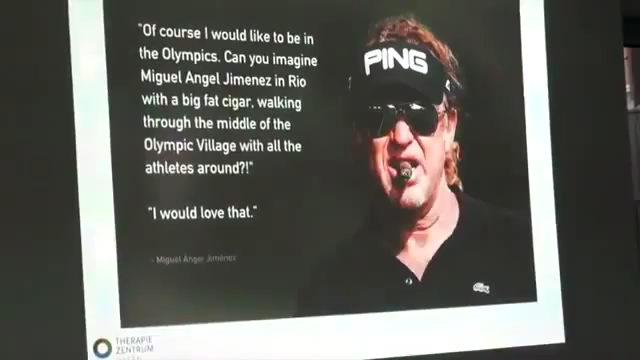 "Of course I would like to be in
the Olympics. Can you imagine
Miguel Angel Jimenez in Rio
with a big fat cigar, walking
through the middle of the
Olympic Village with all the
athletes around?!"
"I would love that."
- Miguel Ángel Jiménez
PING
THERAPIE
ZENTRUM